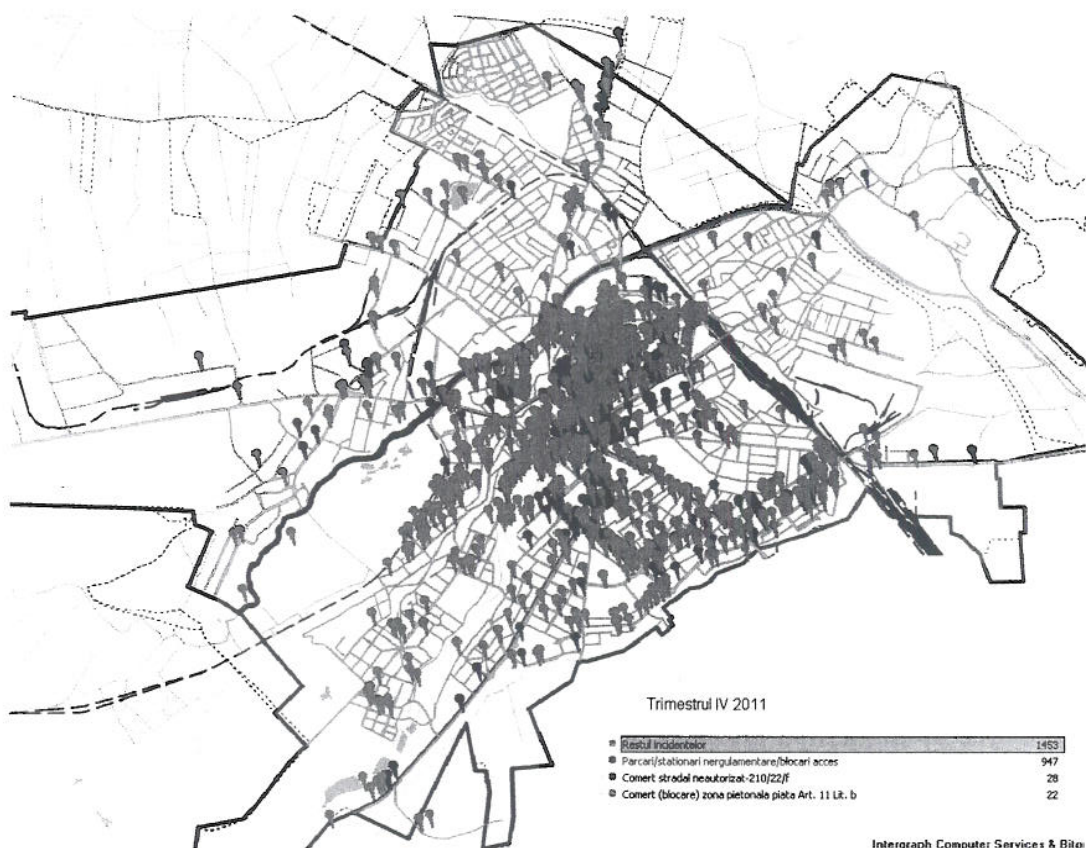 Trimestrul IV 2011
Restul incidentelor 1453
Parcari/stationari nergulamentare/blocari acces 947
Comert stradal neautorizat-210/22/f 28
Comert (blocare) zona pietonala piata Art. 11 Lit. b 22
Intergraph Computer Services &